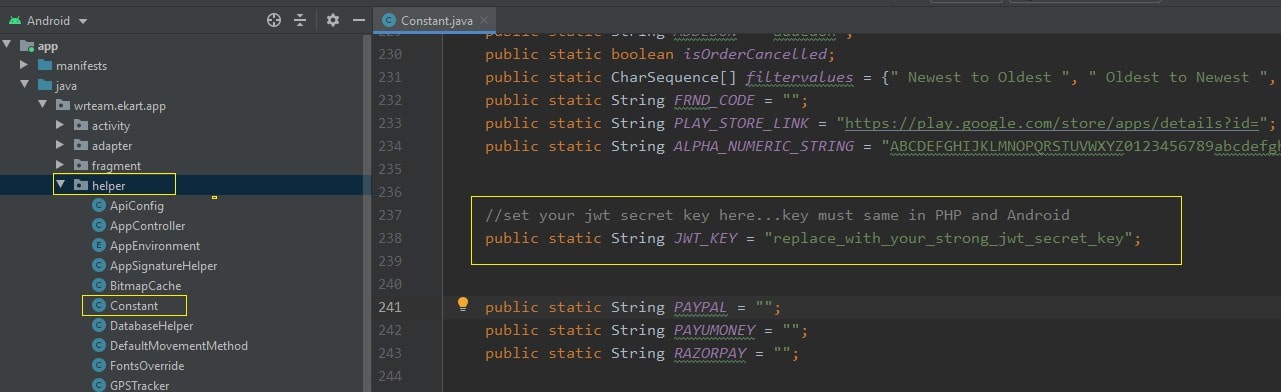 Android
app
manifests
java
wrteam.ekart.app
activity
adapter
fragment
helper
ApiConfig
AppController
AppEnvironment
AppSignatureHelper
BitmapCache
Constant
DatabaseHelper
DefaultMovementMethod
FontsOverride
GPSTracker
Constant.java
230 public static boolean isOrderCancelled;
231 public static CharSequence[] filtervalues = {" Newest to Oldest ", " Oldest to Newest ",
232 public static String FRND_CODE = "";
233 public static String PLAY_STORE_LINK = "https://play.google.com/store/apps/details?id=";
234 public static String ALPHA_NUMERIC_STRING = "ABCDEFGHIJKLMNOPQRSTUVWXYZ0123456789abcdefgh
235
236
237 //set your jwt secret key here...key must same in PHP and Android
238 public static String JWT_KEY = "replace_with_your_strong_jwt_secret_key";
239
240
241 public static String PAYPAL = "";
242 public static String PAYUMONEY = "";
243 public static String RAZORPAY = "";
244